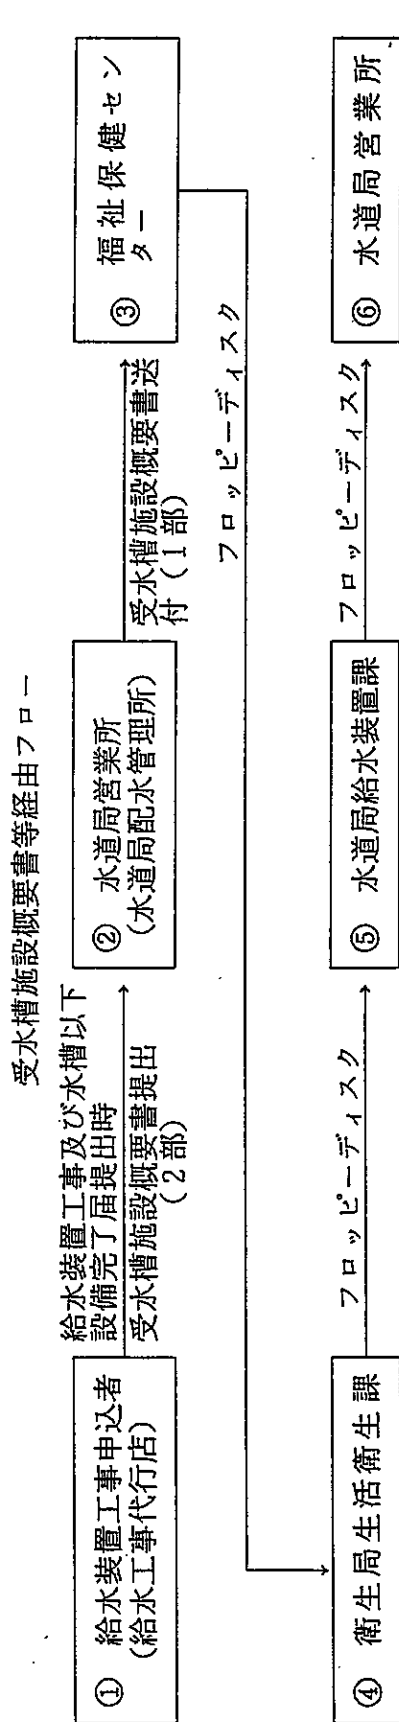 受水槽施設概要書等経由フロー
① 給水装置工事申込者
(給水工事代行店)
給水装置工事及び水槽以下
設備完了届提出時
受水槽施設概要書提出
(2部)
② 水道局営業所
(水道局配水管理所)
受水槽施設概要書送
付(1部)
③ 福祉保健セン
ター
フロッピーディスク
④ 衛生局生活衛生課
フロッピーディスク
⑤ 水道局給水装置課
フロッピーディスク
⑥ 水道局営業所